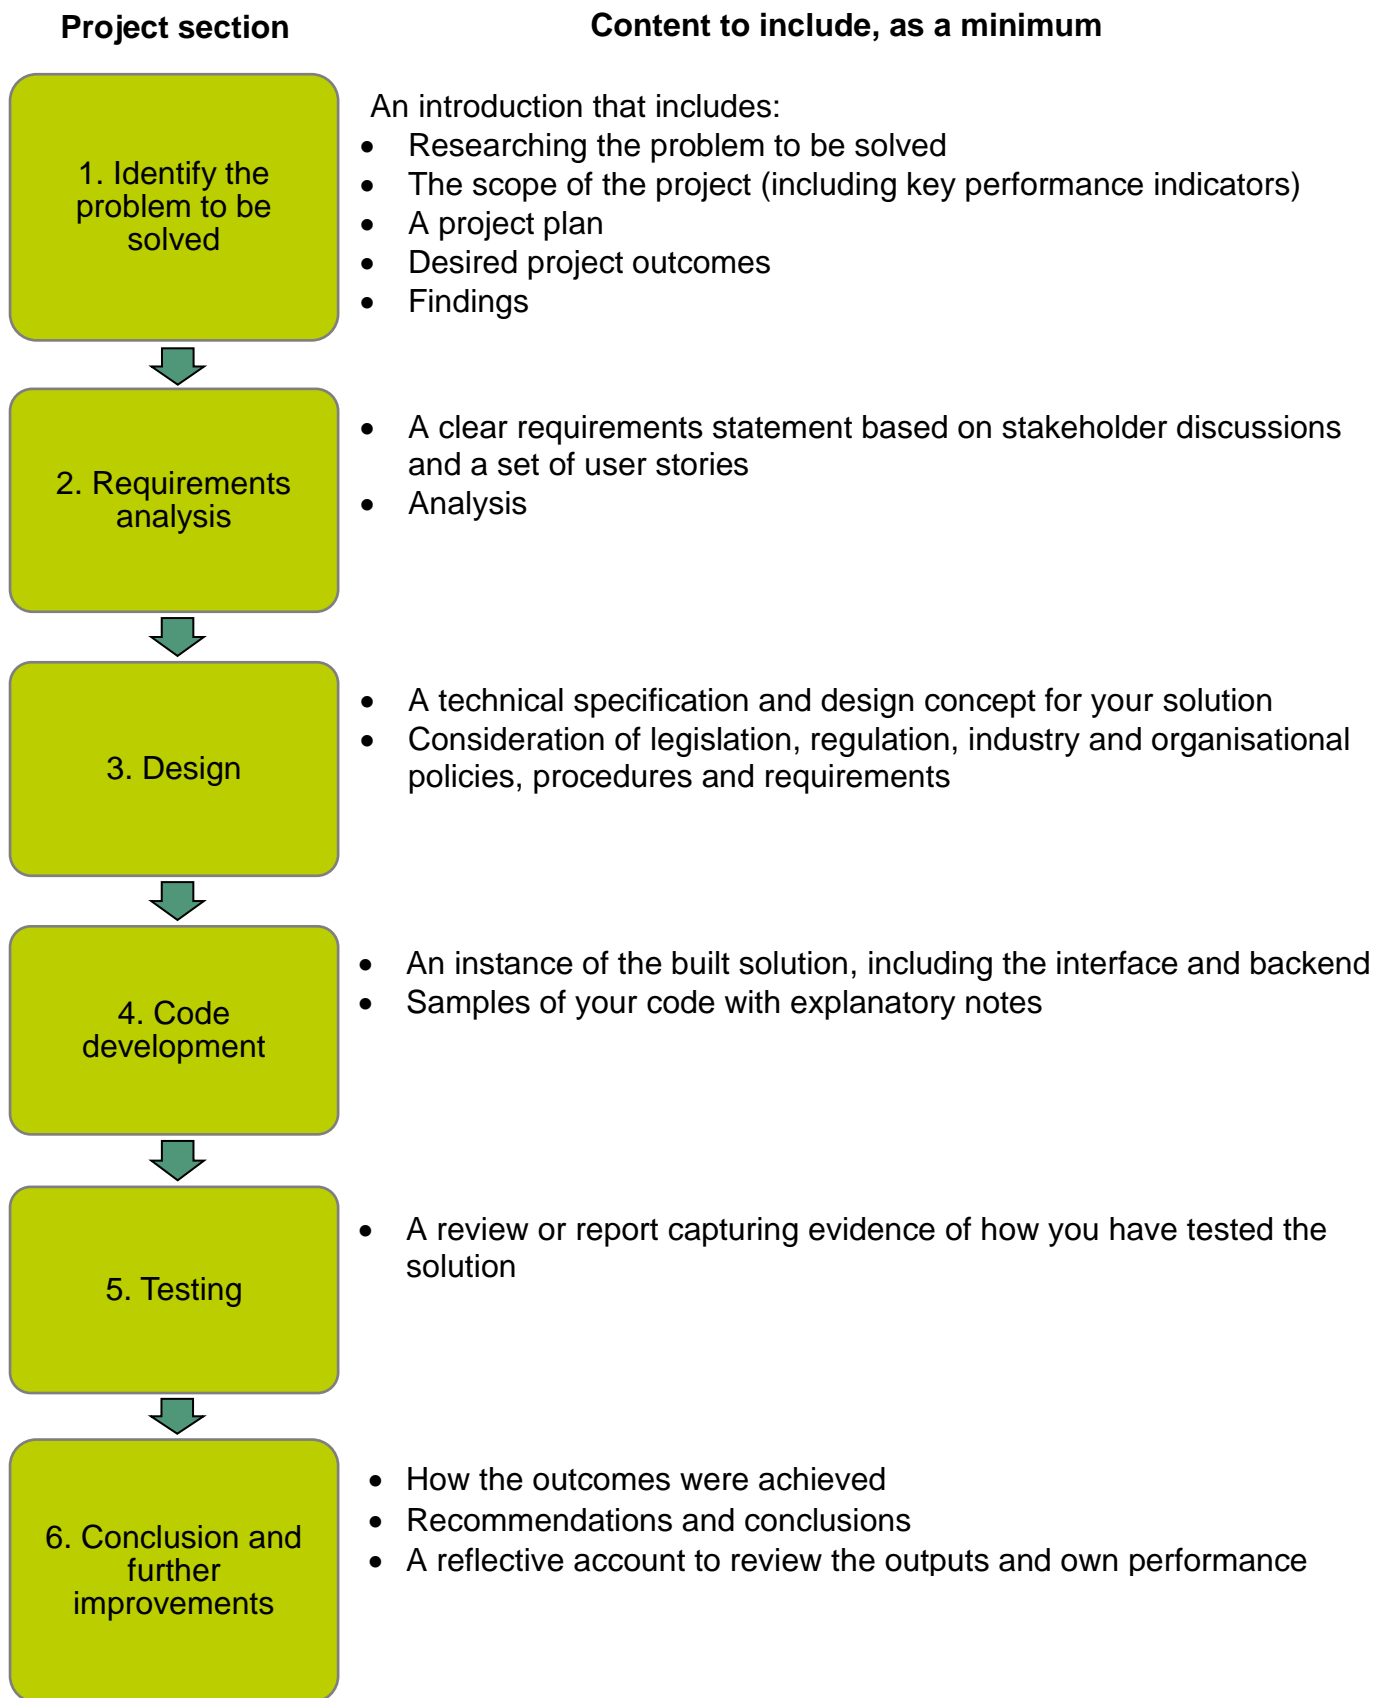 Project section
Content to include, as a minimum
1. Identify the
problem to be
solved
An introduction that includes:
• Researching the problem to be solved
• The scope of the project (including key performance indicators)
• A project plan
• Desired project outcomes
• Findings
2. Requirements
analysis
• A clear requirements statement based on stakeholder discussions
and a set of user stories
• Analysis
3. Design
• A technical specification and design concept for your solution
• Consideration of legislation, regulation, industry and organisational
policies, procedures and requirements
4. Code
development
• An instance of the built solution, including the interface and backend
• Samples of your code with explanatory notes
5. Testing
• A review or report capturing evidence of how you have tested the
solution
6. Conclusion and
further
improvements
• How the outcomes were achieved
• Recommendations and conclusions
• A reflective account to review the outputs and own performance